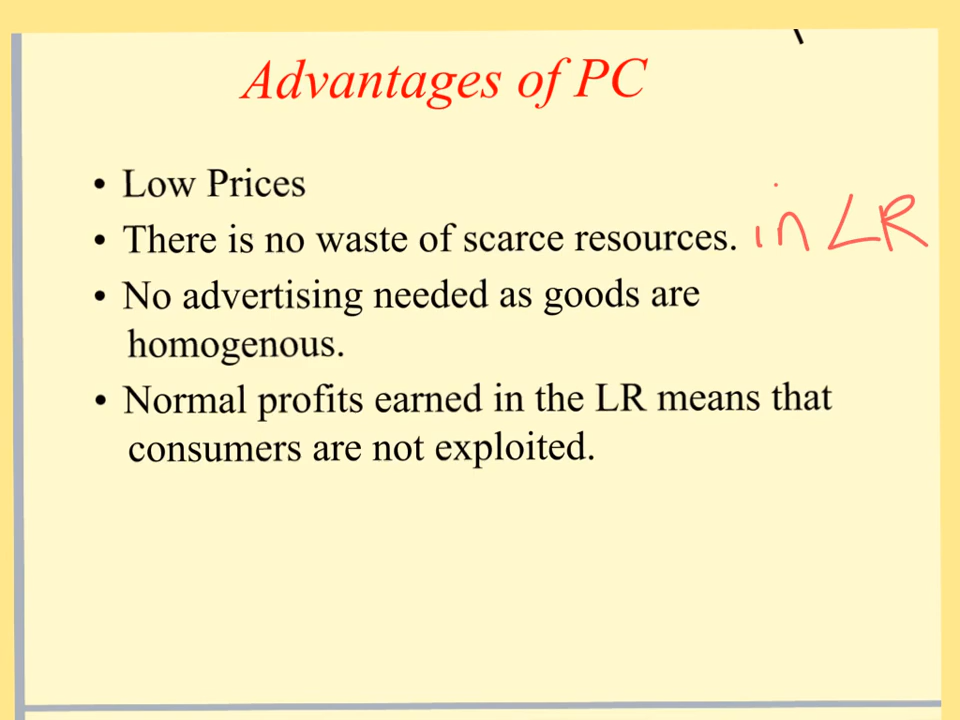 Advantages of PC
• Low Prices
• There is no waste of scarce resources. in LR
• No advertising needed as goods are
homogenous.
• Normal profits earned in the LR means that
consumers are not exploited.